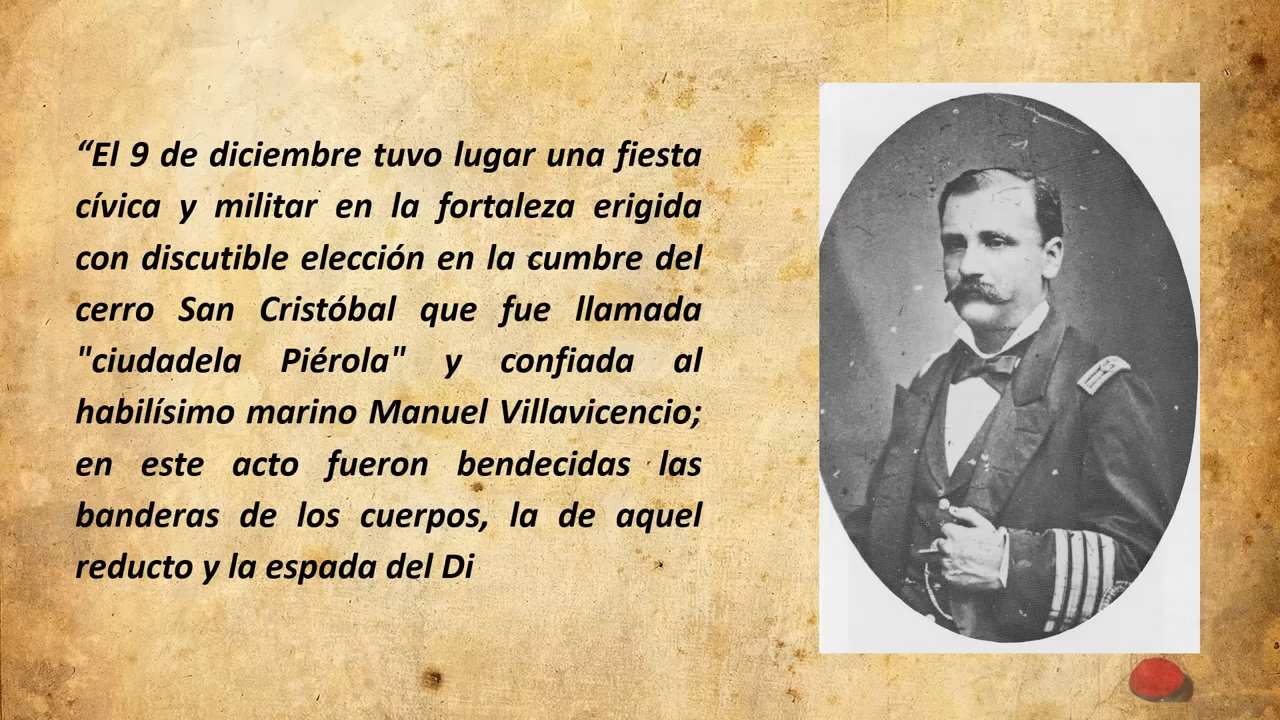 “El 9 de diciembre tuvo lugar una fiesta
cívica y militar en la fortaleza erigida
con discutible elección en la cumbre del
cerro San Cristóbal que fue llamada
"ciudadela Piérola" y confiada al
habilísimo marino Manuel Villavicencio;
en este acto fueron bendecidas las
banderas de los cuerpos, la de aquel
reducto y la espada del Di